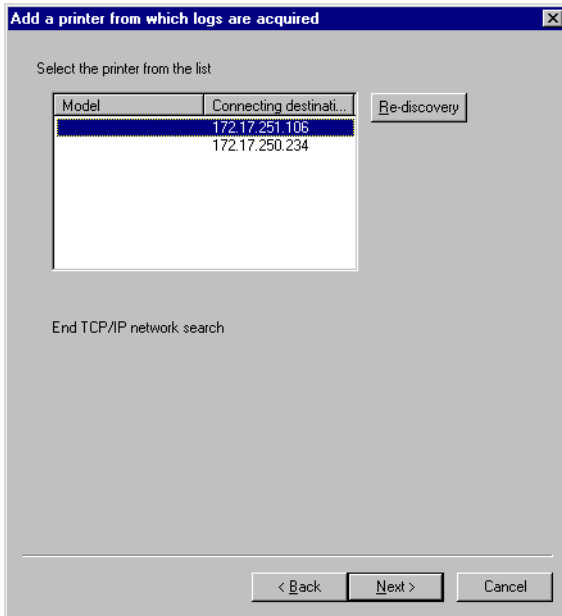 Add a printer from which logs are acquired
Select the printer from the list
Model Connecting destinati... Re-discovery
172.17.251.106
172.17.250.234
End TCP/IP network search
< Back Next > Cancel